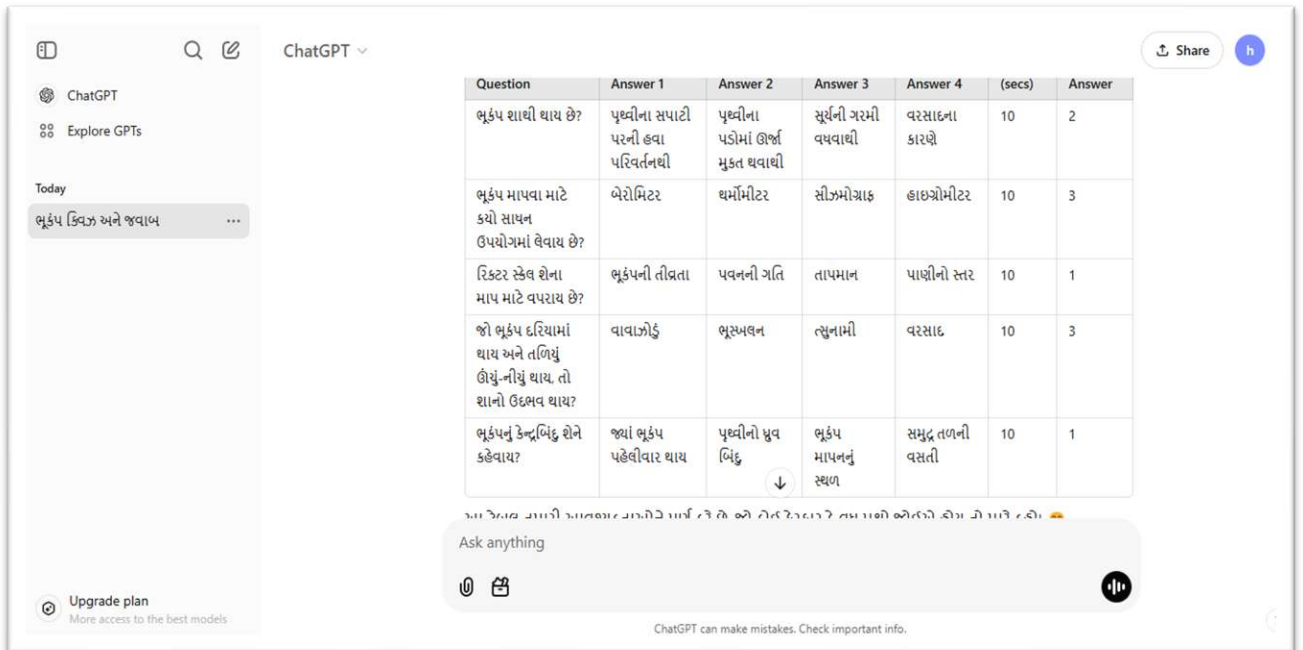 ChatGPT
Share
h
ChatGPT
Explore GPTs
Today
ભૂકંપ ક્વિઝ અને જવાબ
Question Answer 1 Answer 2 Answer 3 Answer 4 (secs) Answer
ભૂકંપ શાથી થાય છે? પૃથ્વીના સપાટી પૃથ્વીના સૂર્યની ગરમી વરસાદના 10 2
પરની હવા પડોમાં ઊર્જા વધવાથી કારણે
પરિવર્તનથી મુક્ત થવાથી
ભૂકંપ માપવા માટે બેરોમિટર થર્મોમીટર સીઝમોગ્રાફ હાઇગ્રોમીટર 10 3
કયો સાધન
ઉપયોગમાં લેવાય છે?
રિક્ટર સ્કેલ શેના ભૂકંપની તીવ્રતા પવનની ગતિ તાપમાન પાણીનો સ્તર 10 1
માપ માટે વપરાય છે?
જો ભૂકંપ દરિયામાં વાવાઝોડું ભૂસ્ખલન ત્સુનામી વરસાદ 10 3
થાય અને તળિયું
ઊંચું-નીચું થાય, તો
શાનો ઉદભવ થાય?
ભૂકંપનું કેન્દ્રબિંદુ શેને જ્યાં ભૂકંપ પૃથ્વીનો ધ્રુવ ભૂકંપ સમુદ્ર તળની 10 1
કહેવાય? પહેલીવાર થાય બિંદુ માપનનું વસતી
સ્થળ
Ask anything
Upgrade plan
More access to the best models
ChatGPT can make mistakes. Check important info.